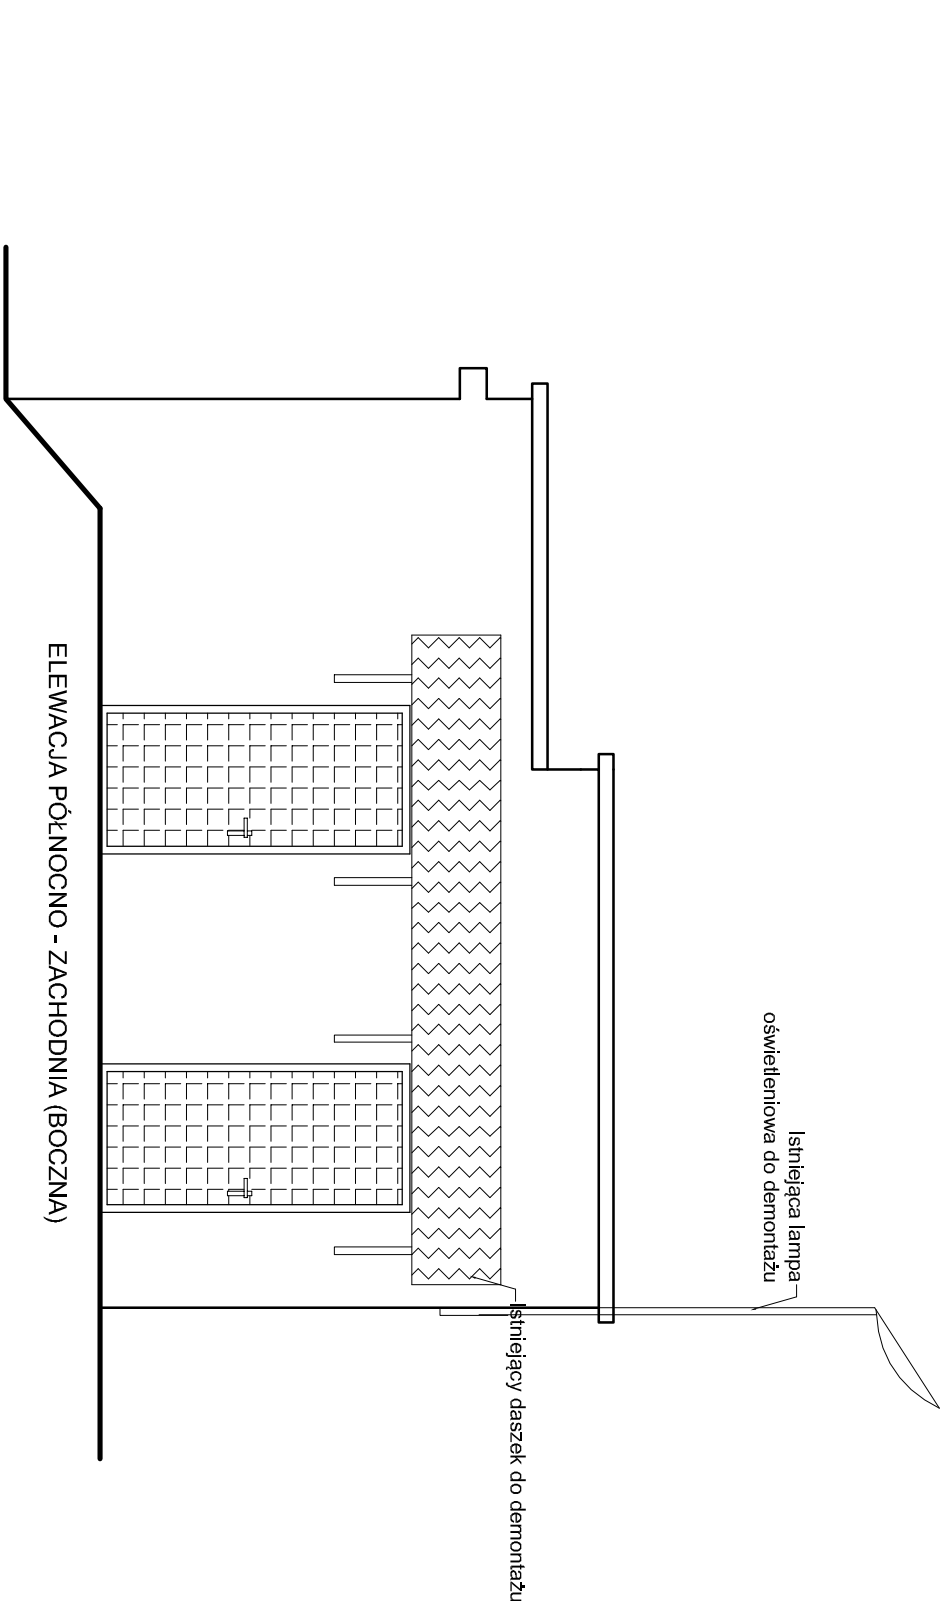 Istniejąca lampa
oświetleniowa do demontażu
Istniejący daszek do demontażu
ELEWACJA PÓŁNOCNO - ZACHODNIA (BOCZNA)